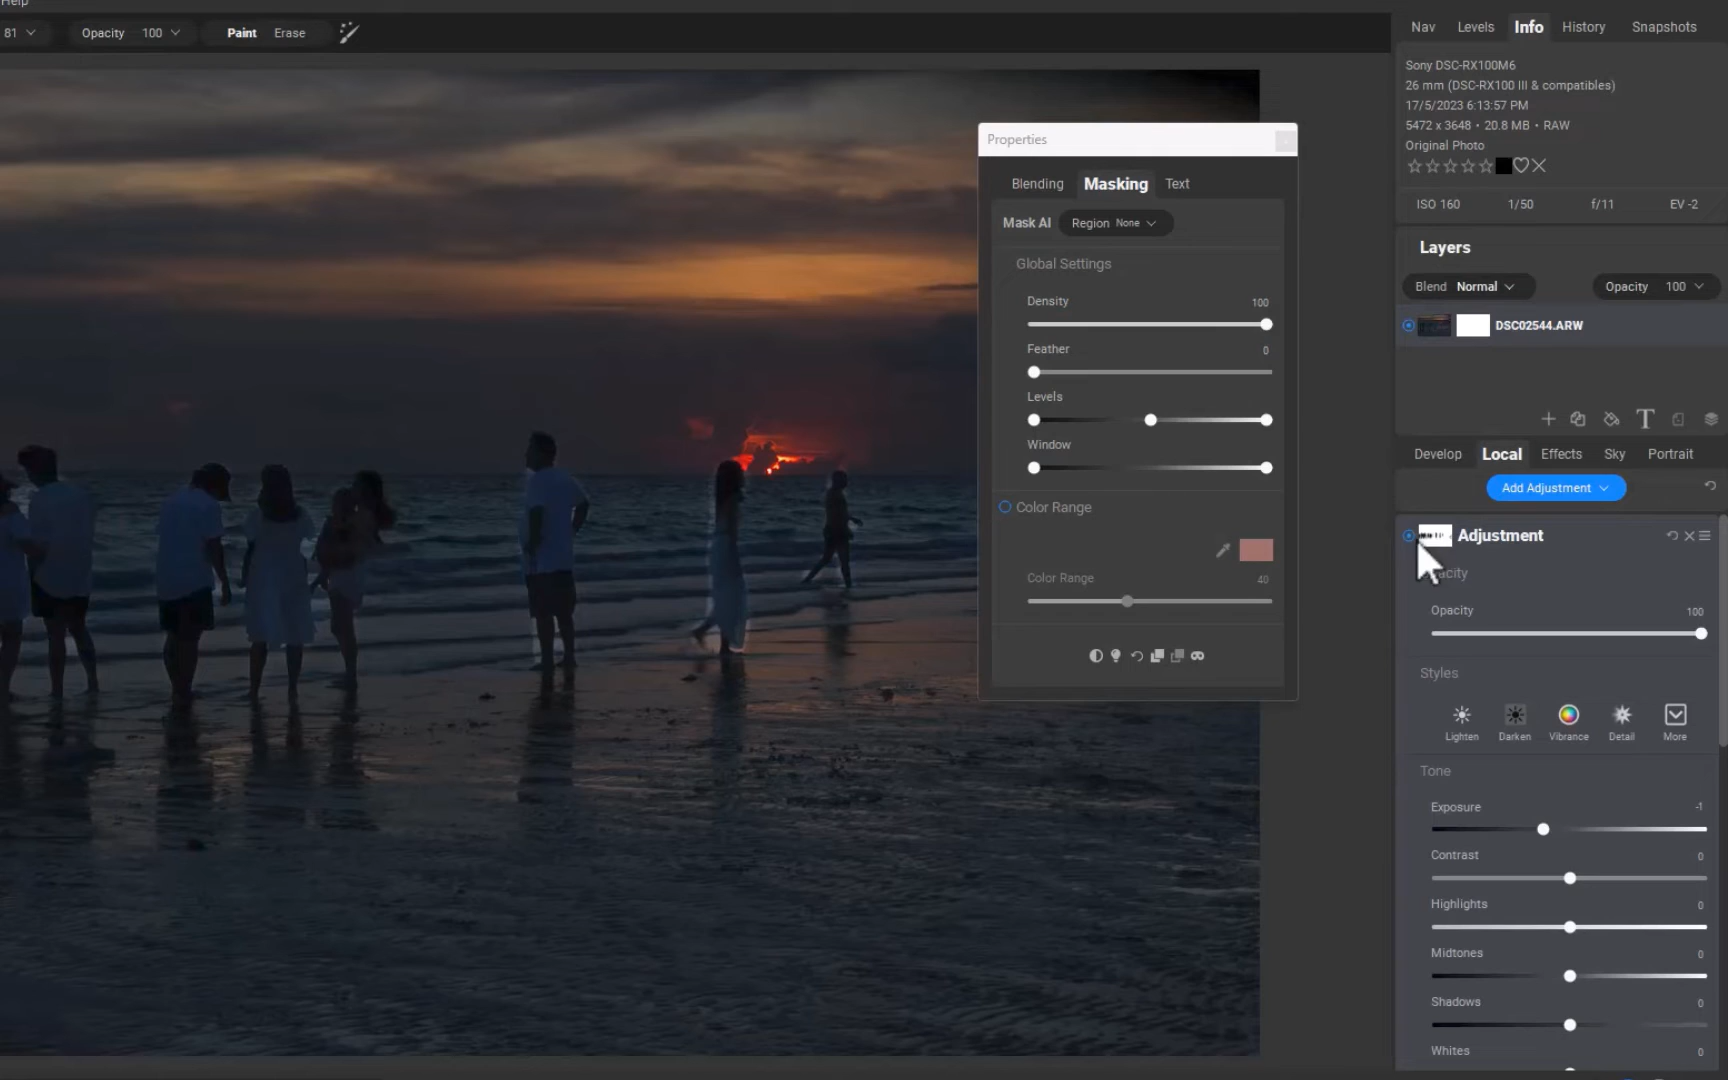 Help
81
Opacity 100
Paint Erase
Nav Levels Info History Snapshots
Sony DSC-RX100M6
26 mm (DSC-RX100 III & compatibles)
17/5/2023 6:13:57 PM
5472 x 3648 • 20.8 MB • RAW
Original Photo
ISO 160 1/50 f/11 EV -2
Layers
Blend Normal Opacity 100
DSC02544.ARW
T
Develop Local Effects Sky Portrait
Add Adjustment
Adjustment
acity
Opacity 100
Styles
Lighten Darken Vibrance Detail More
Tone
Exposure -1
Contrast 0
Highlights 0
Midtones 0
Shadows 0
Whites 0
Properties
Blending Masking Text
Mask AI Region None
Global Settings
Density 100
Feather 0
Levels
Window
Color Range
Color Range 40